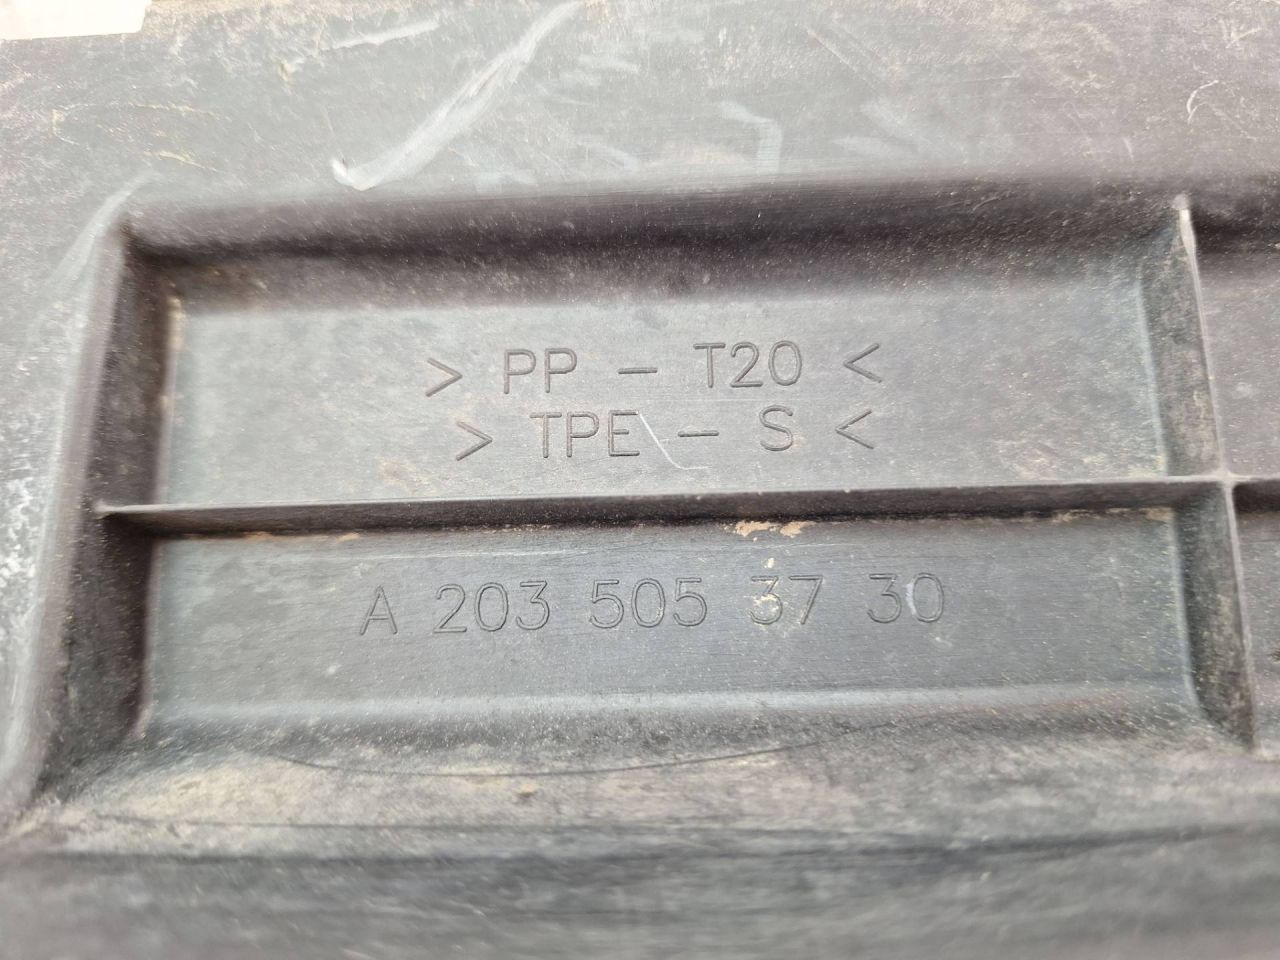 > PP - T20 <
> TPE - S <
A 203 505 37 30